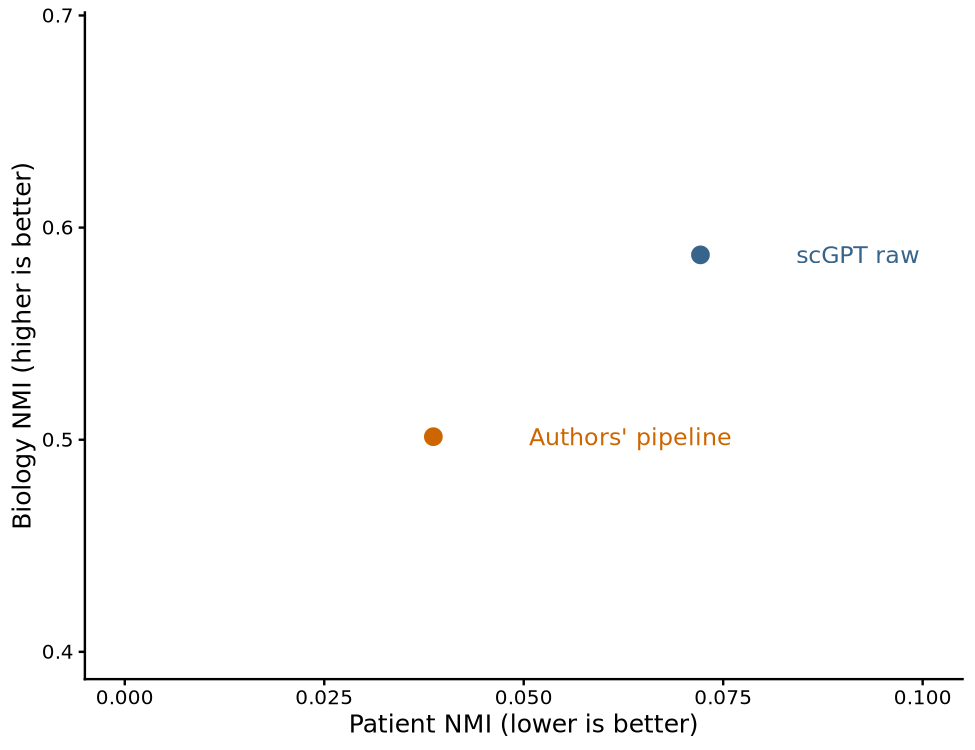 0.7
0.6
0.5
0.4
Biology NMI (higher is better)
scGPT raw
Authors' pipeline
0.000 0.025 0.050 0.075 0.100
Patient NMI (lower is better)